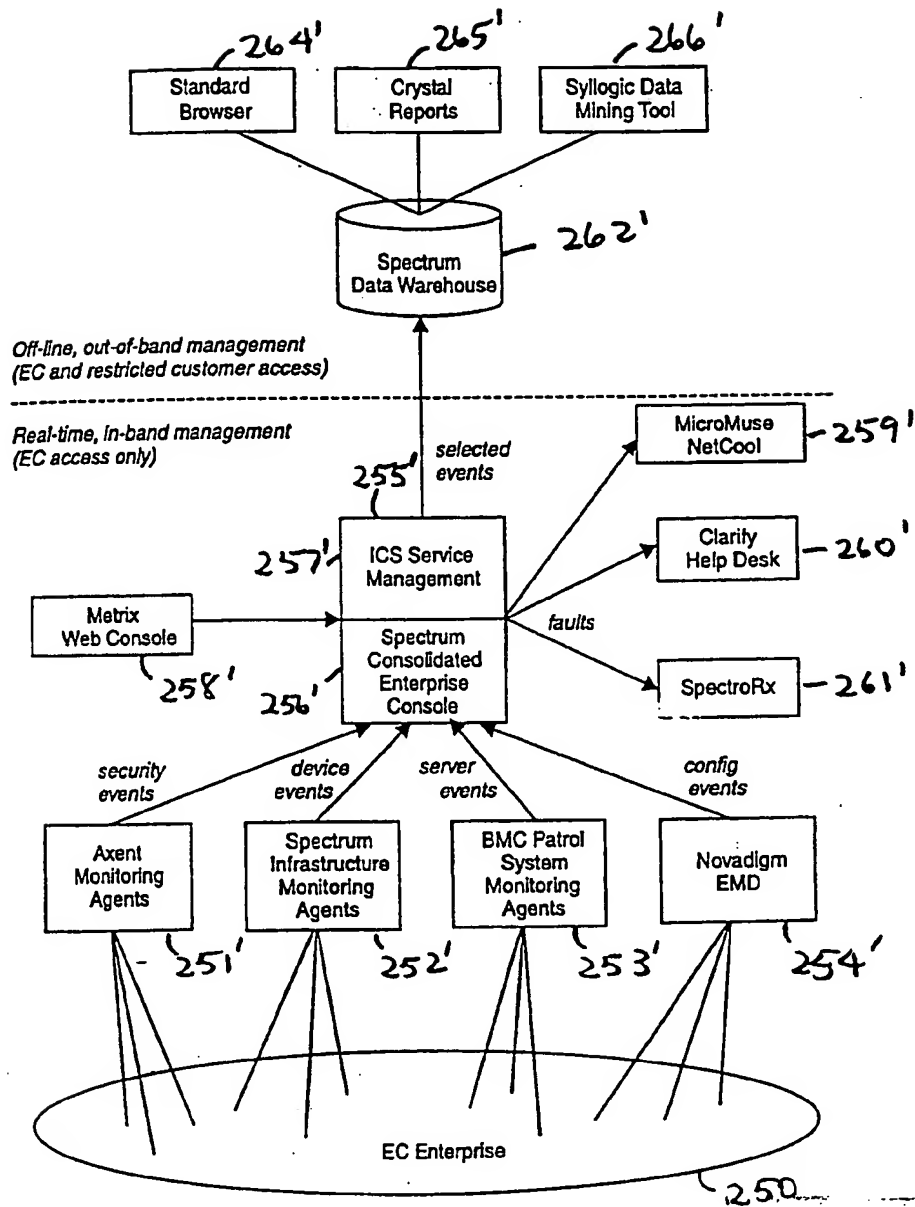 264'
265'
266'
Standard
Browser
Crystal
Reports
Syllogic Data
Mining Tool
262'
Spectrum
Data Warehouse
Off-line, out-of-band management
(EC and restricted customer access)
Real-time, in-band management
(EC access only)
selected
events
MicroMuse
NetCool
259'
255'
257'
ICS Service
Management
Clarify
Help Desk
260'
Metrix
Web Console
258'
256'
Spectrum
Consolidated
Enterprise
Console
faults
SpectroRx
261'
security
events
device
events
server
events
config
events
Axent
Monitoring
Agents
Spectrum
Infrastructure
Monitoring
Agents
BMC Patrol
System
Monitoring
Agents
Novadigm
EMD
251'
252'
253'
254'
EC Enterprise
250